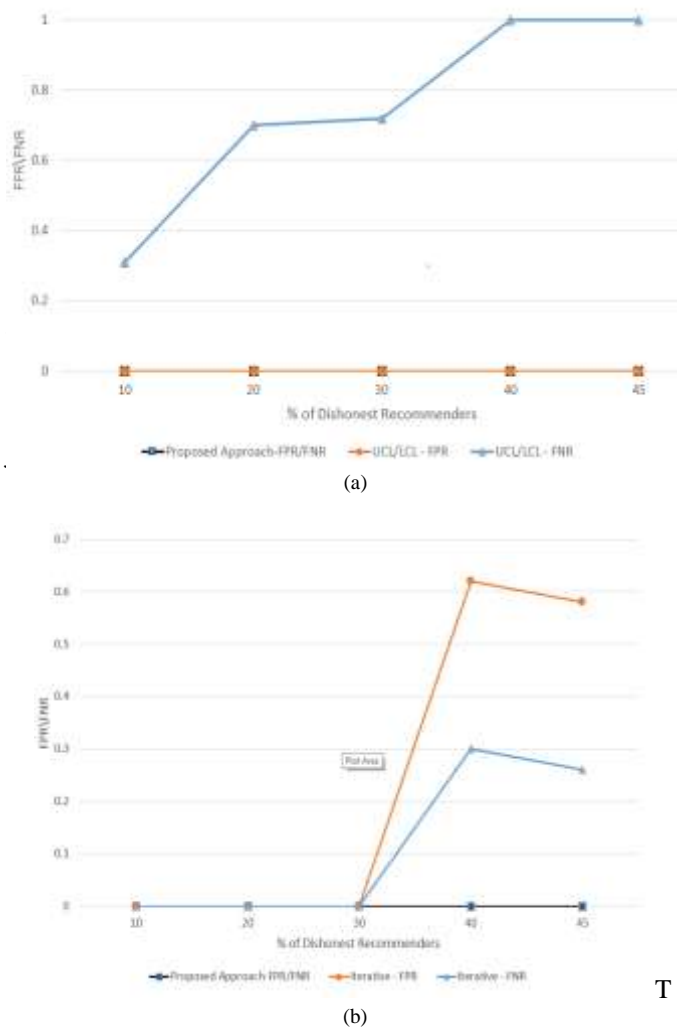 1
0.8
FPR\FNR
0.6
0.4
0.2
0
10 20 30 40 45
% of Dishonest Recommenders
Proposed Approach-FPR/FNR UCL/LCL - FPR UCL/LCL - FNR
.
(a)
0.7
0.6
0.5
0.4
FPR\FNR
0.3
Plot Area
0.2
0.1
0
10 20 30 40 45
% of Dishonest Recommenders
Proposed Approach FPR/FNR Iterative - FPR Iterative - FNR
T
(b)